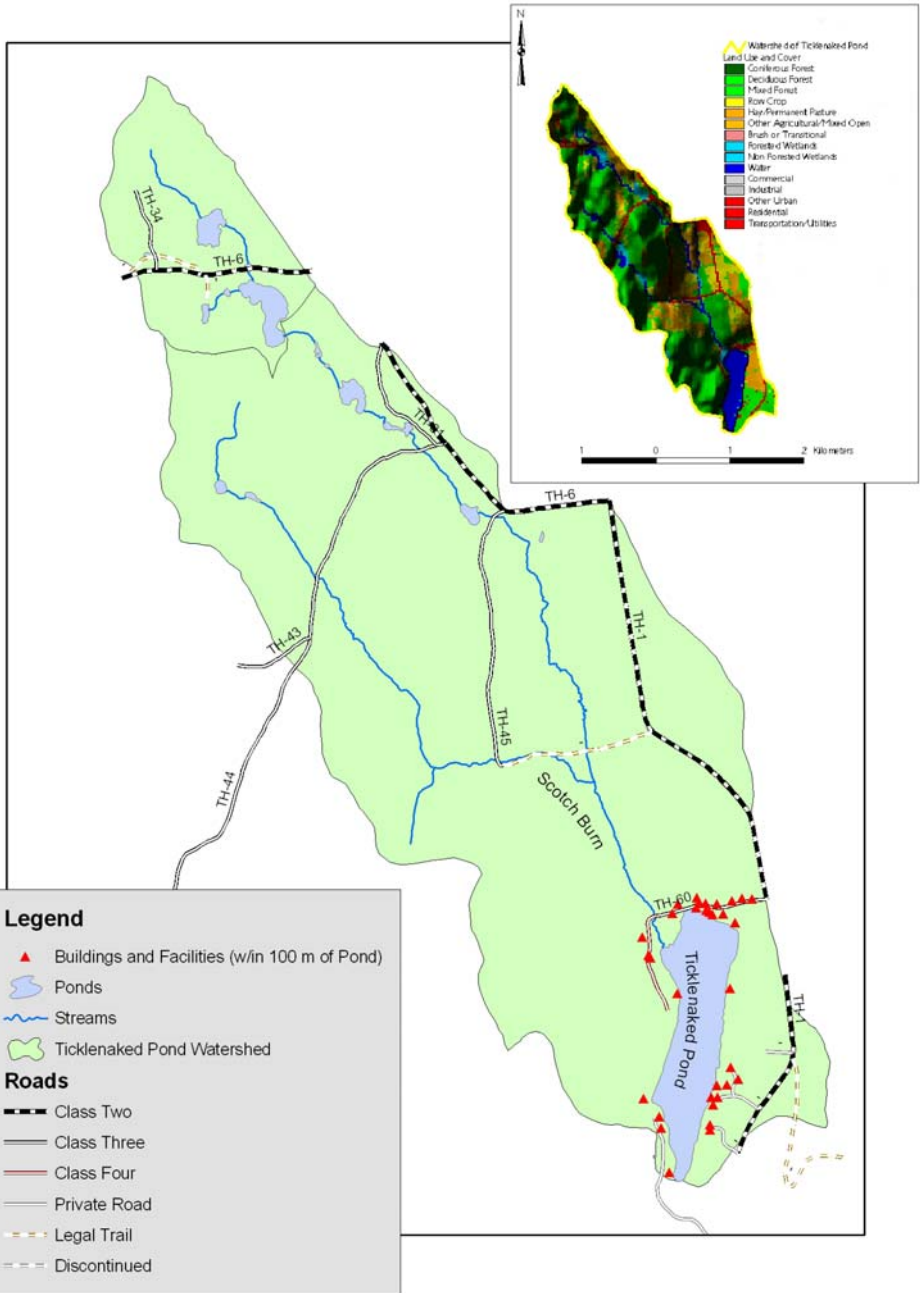 N
Watershed of Ticklenaked Pond
Land Use and Cover
Coniferous Forest
Deciduous Forest
Mixed Forest
Row Crop
Hay/Permanent Pasture
Other Agricultural/Mixed Open
Brush or Transitional
Forested Wetlands
Non Forested Wetlands
Water
Commercial
Industrial
Other Urban
Residential
Transportation/Utilities
1 0 1 2 Kilometers
TH-34
TH-6
TH-6
TH-1
TH-43
TH-45
TH-44
Scotch Burn
TH-60
Ticklenaked Pond
TH-1
Legend
Buildings and Facilities (w/in 100 m of Pond)
Ponds
Streams
Ticklenaked Pond Watershed
Roads
Class Two
Class Three
Class Four
Private Road
Legal Trail
Discontinued